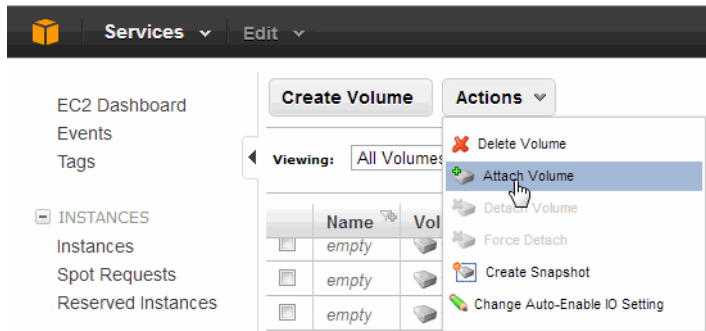 Services Edit
EC2 Dashboard
Events
Tags
INSTANCES
Instances
Spot Requests
Reserved Instances
Create Volume Actions
Viewing: All Volumes
Name Vol
empty
empty
empty
Delete Volume
Attach Volume
Detach Volume
Force Detach
Create Snapshot
Change Auto-Enable IO Setting